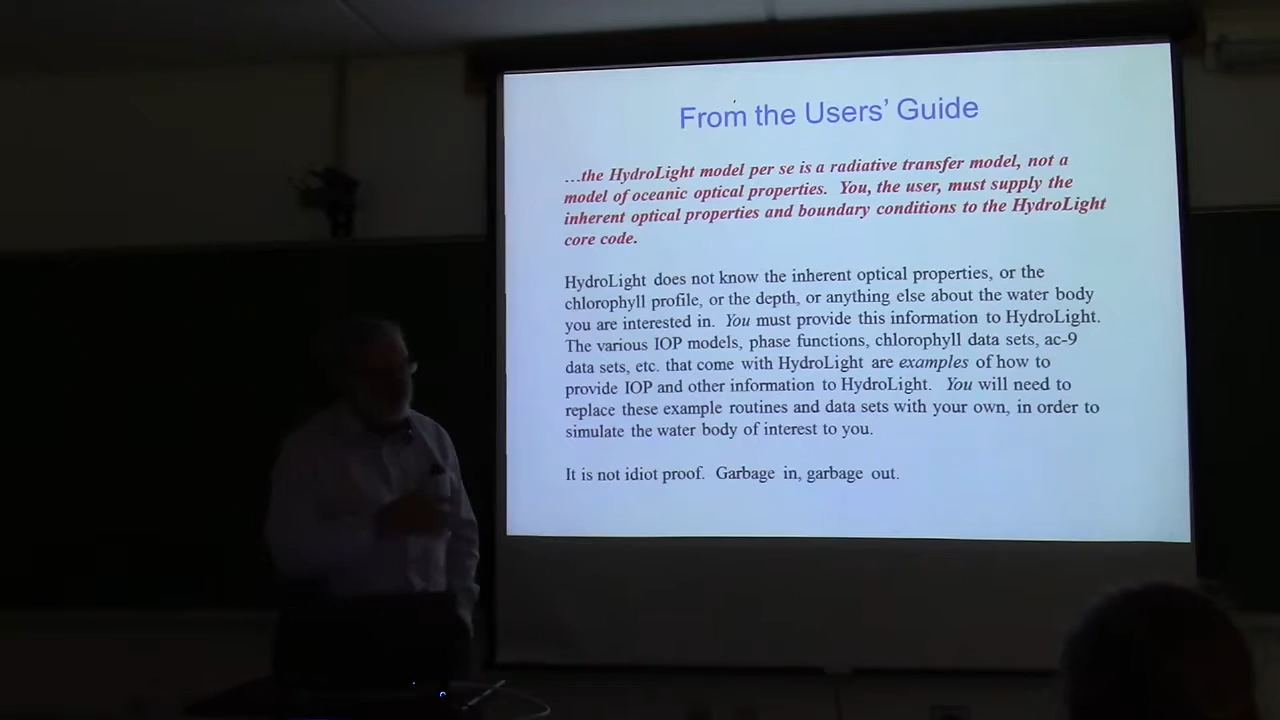 From the Users’ Guide
…the HydroLight model per se is a radiative transfer model, not a
model of oceanic optical properties. You, the user, must supply the
inherent optical properties and boundary conditions to the HydroLight
core code.
HydroLight does not know the inherent optical properties, or the
chlorophyll profile, or the depth, or anything else about the water body
you are interested in. You must provide this information to HydroLight.
The various IOP models, phase functions, chlorophyll data sets, ac-9
data sets, etc. that come with HydroLight are examples of how to
provide IOP and other information to HydroLight. You will need to
replace these example routines and data sets with your own, in order to
simulate the water body of interest to you.
It is not idiot proof. Garbage in, garbage out.